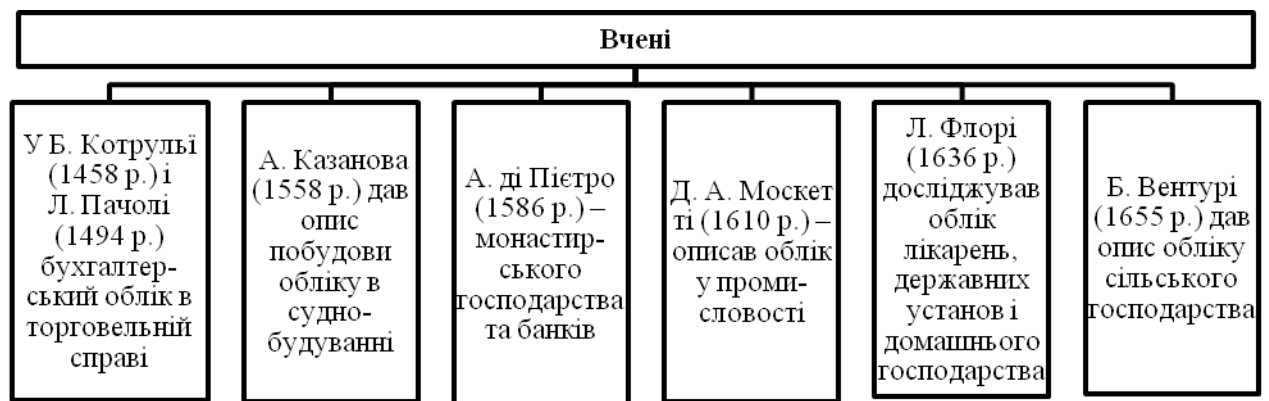 Вчені
У Б. Котрульї
(1458 р.) і
Л. Пачолі
(1494 р.)
бухгалтер-
ський облік в
торговельній
справі
А. Казанова
(1558 р.) дав
опис
побудови
обліку в
судно-
будуванні
А. ді Пієтро
(1586 р.) –
монастир-
ського
господарства
та банків
Д. А. Москет
ті (1610 р.) –
описав облік
у проми-
словості
Л. Флорі
(1636 р.)
досліджував
облік
лікарень,
державних
установ і
домашнього
господарства
Б. Вентурі
(1655 р.) дав
опис обліку
сільського
господарства